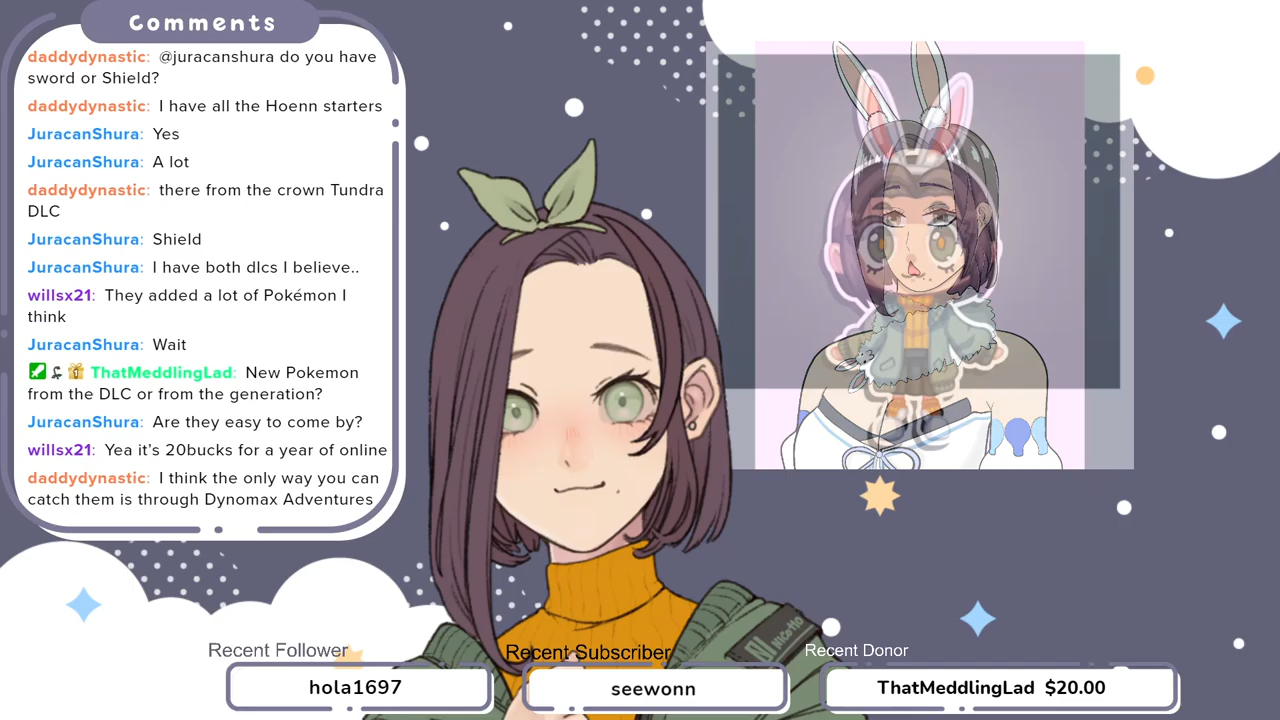 Comments
daddydynastic: @juracanshura do you have
sword or Shield?
daddydynastic: I have all the Hoenn starters
JuracanShura: Yes
JuracanShura: A lot
daddydynastic: there from the crown Tundra
DLC
JuracanShura: Shield
JuracanShura: I have both dlcs I believe..
willsx21: They added a lot of Pokémon I
think
JuracanShura: Wait
ThatMeddlingLad: New Pokemon
from the DLC or from the generation?
JuracanShura: Are they easy to come by?
willsx21: Yea it's 20bucks for a year of online
daddydynastic: I think the only way you can
catch them is through Dynomax Adventures
Nicotto
Recent Follower
hola1697
Recent Subscriber
seewonn
Recent Donor
ThatMeddlingLad $20.00